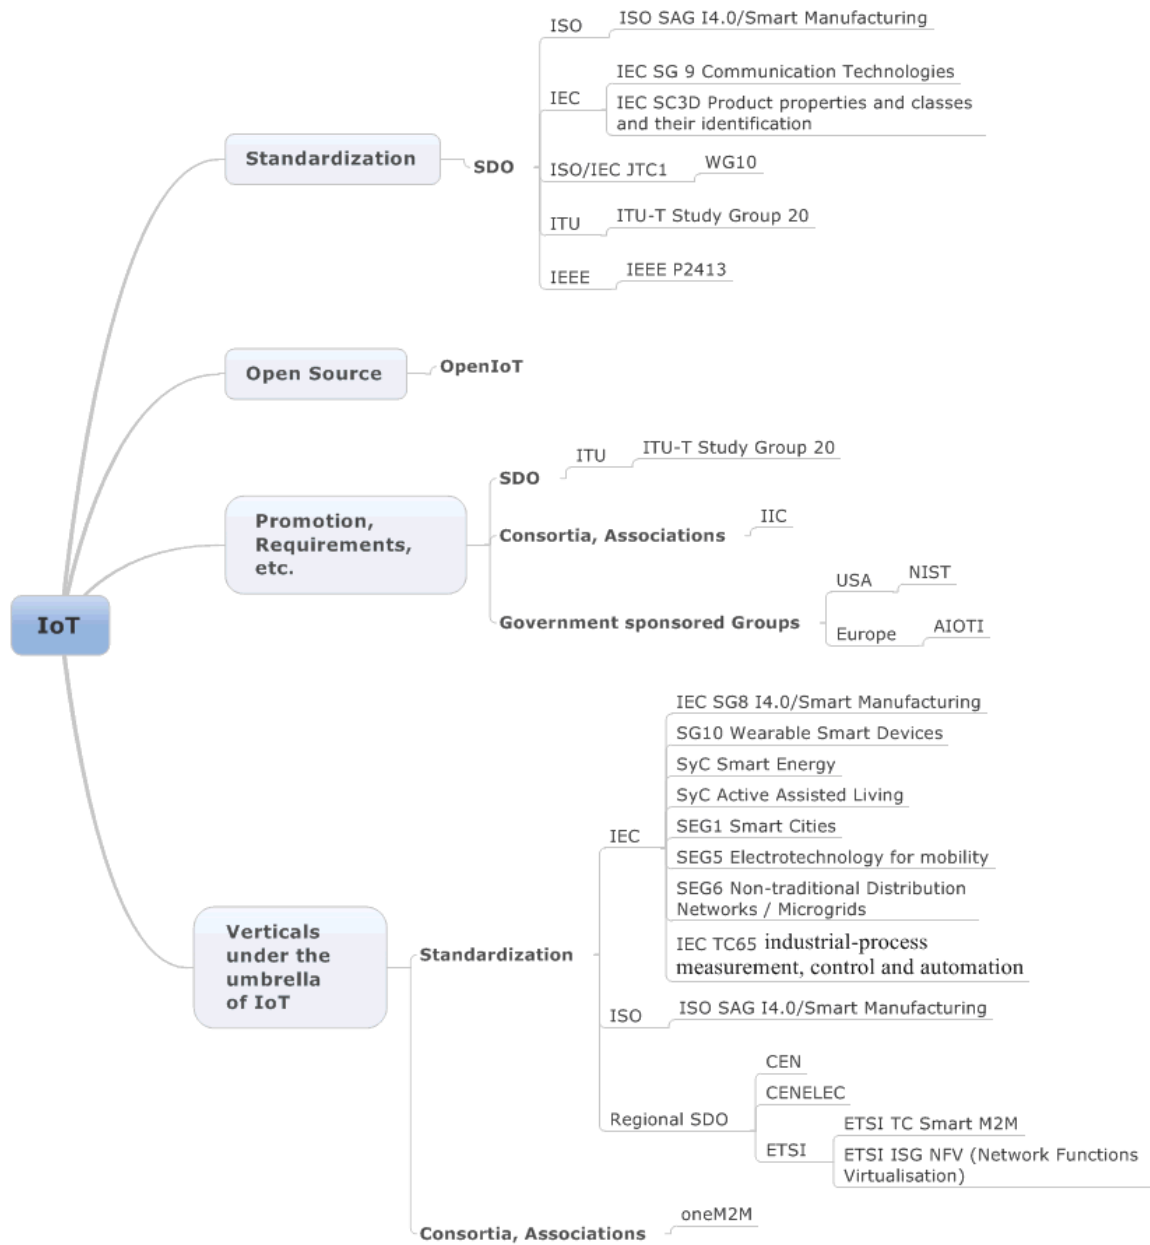 ISO
ISO SAG I4.0/Smart Manufacturing
IEC
IEC SG 9 Communication Technologies
IEC SC3D Product properties and classes
and their identification
Standardization
SDO
ISO/IEC JTC1
WG10
ITU
ITU-T Study Group 20
IEEE
IEEE P2413
Open Source
OpenIoT
Promotion,
Requirements,
etc.
SDO
ITU
ITU-T Study Group 20
Consortia, Associations
IIC
Government sponsored Groups
USA
NIST
Europe
AIOTI
IoT
Verticals
under the
umbrella
of IoT
Standardization
IEC
IEC SG8 I4.0/Smart Manufacturing
SG10 Wearable Smart Devices
SyC Smart Energy
SyC Active Assisted Living
SEG1 Smart Cities
SEG5 Electrotechnology for mobility
SEG6 Non-traditional Distribution
Networks / Microgrids
IEC TC65 industrial-process
measurement, control and automation
ISO
ISO SAG I4.0/Smart Manufacturing
Regional SDO
CEN
CENELEC
ETSI
ETSI TC Smart M2M
ETSI ISG NFV (Network Functions
Virtualisation)
Consortia, Associations
oneM2M